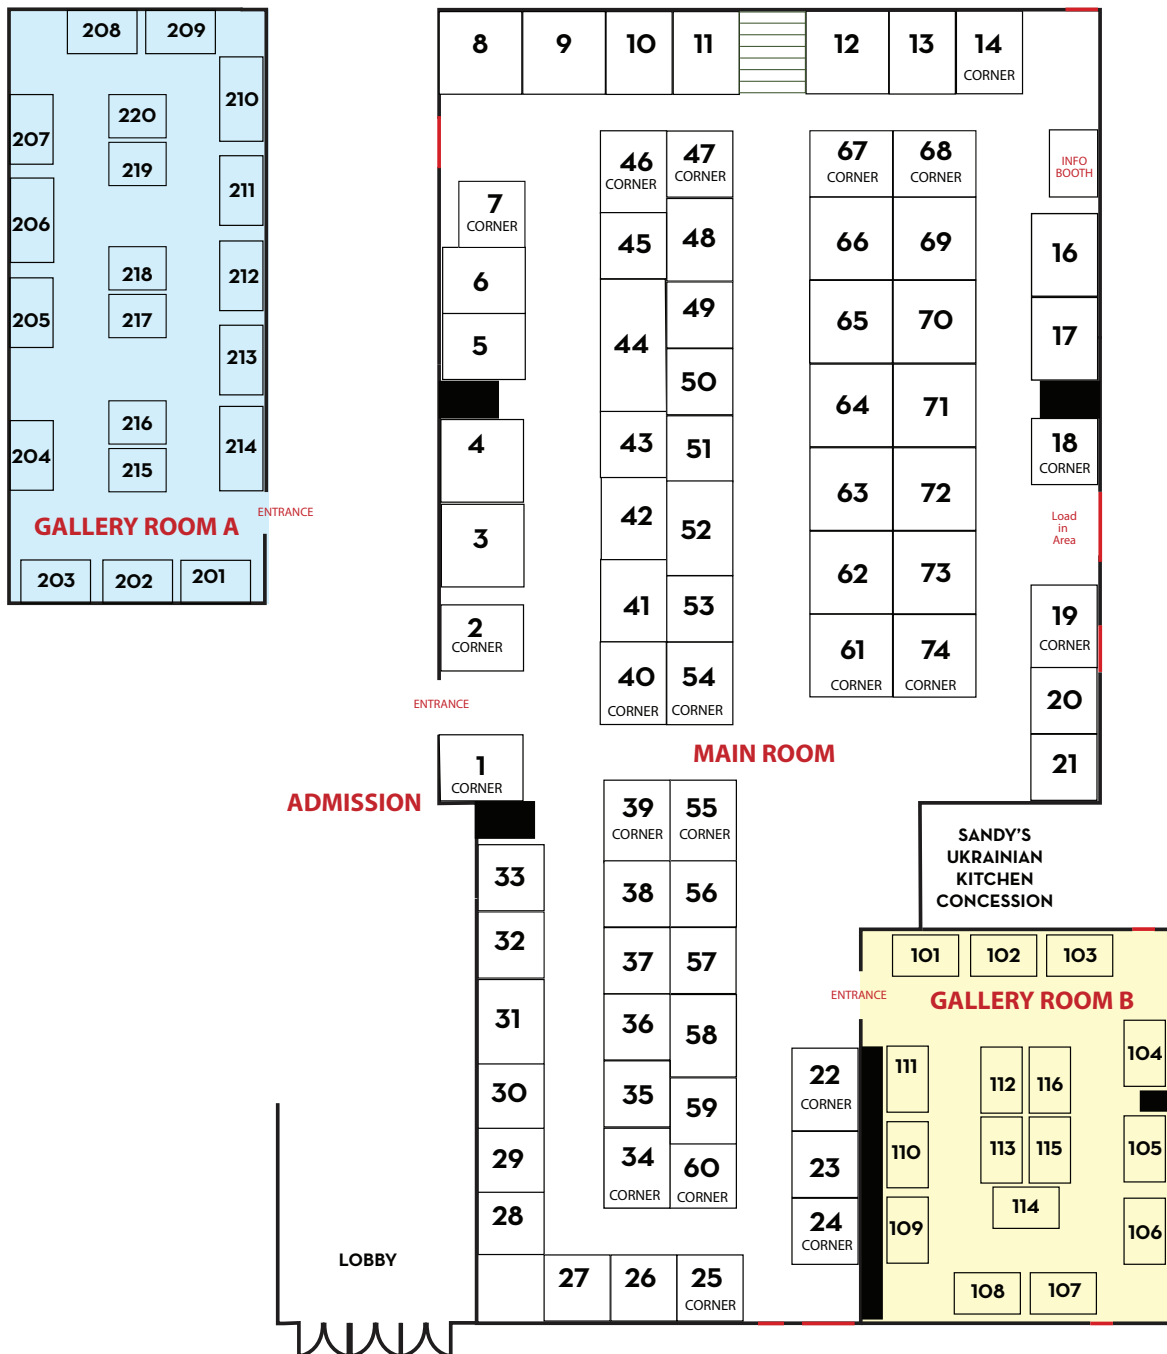 208
209
210
207
220
219
211
206
218
212
205
217
213
216
204
215
214
ENTRANCE
GALLERY ROOM A
203
202
201
8
9
10
11
12
13
14
CORNER
46
CORNER
47
CORNER
67
CORNER
68
CORNER
INFO
BOOTH
7
CORNER
45
48
66
69
16
6
49
65
70
17
5
44
50
4
43
51
64
71
18
CORNER
3
42
52
63
72
Load
in
Area
41
53
62
73
19
CORNER
2
CORNER
40
CORNER
54
CORNER
61
CORNER
74
CORNER
20
ENTRANCE
MAIN ROOM
21
1
CORNER
ADMISSION
39
CORNER
55
CORNER
SANDY'S
UKRAINIAN
KITCHEN
CONCESSION
33
38
56
32
37
57
31
36
58
30
35
59
29
34
CORNER
60
CORNER
28
27
26
25
CORNER
22
CORNER
23
24
CORNER
LOBBY
101
102
103
ENTRANCE
GALLERY ROOM B
104
111
112
116
110
113
115
105
109
114
106
108
107